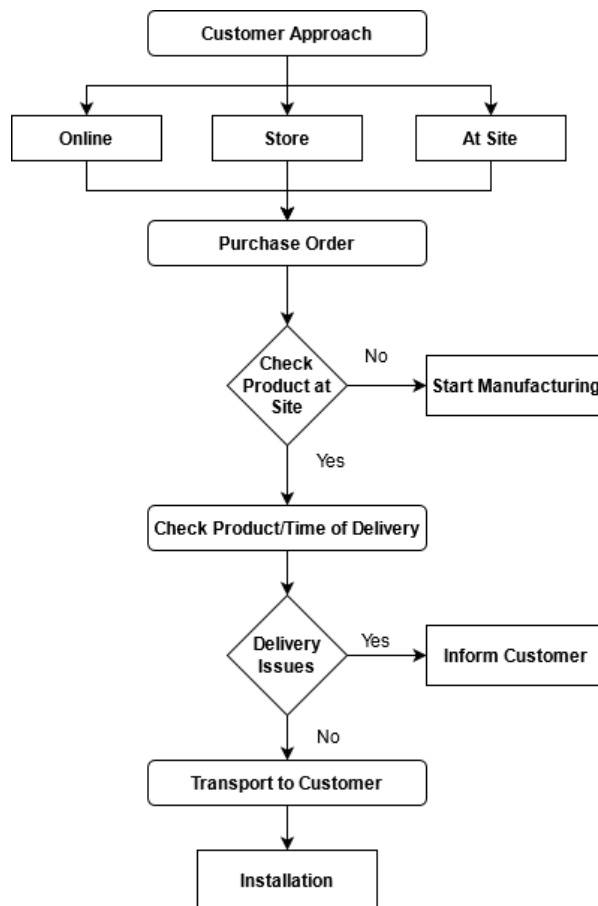 Customer Approach
Online
Store
At Site
Purchase Order
Check
Product at
Site
No
Start Manufacturing
Yes
Check Product/Time of Delivery
Delivery
Issues
Yes
Inform Customer
No
Transport to Customer
Installation